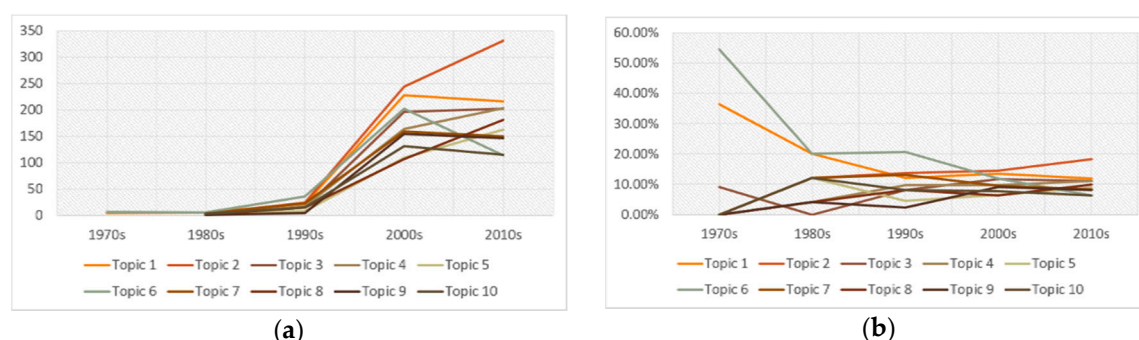 350
300
250
200
150
100
50
0
1970s 1980s 1990s 2000s 2010s
Topic 1 Topic 2 Topic 3 Topic 4 Topic 5
Topic 6 Topic 7 Topic 8 Topic 9 Topic 10
(a)
60.00%
50.00%
40.00%
30.00%
20.00%
10.00%
0.00%
1970s 1980s 1990s 2000s 2010s
Topic 1 Topic 2 Topic 3 Topic 4 Topic 5
Topic 6 Topic 7 Topic 8 Topic 9 Topic 10
(b)